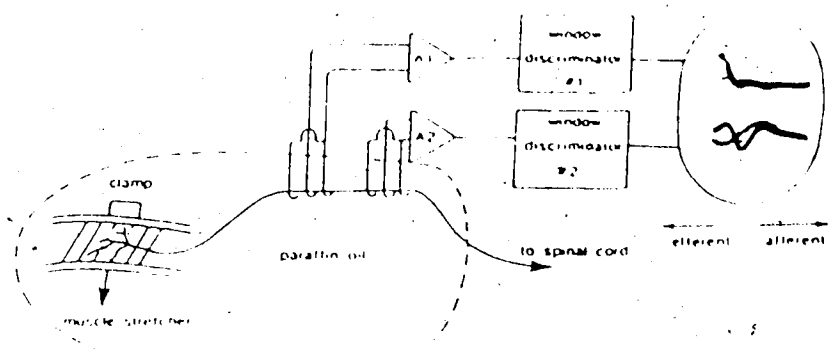 A1
window
discriminator
#1
A2
window
discriminator
#2
clamp
paraffin oil
to spinal cord
efferent
afferent
muscle stretcher